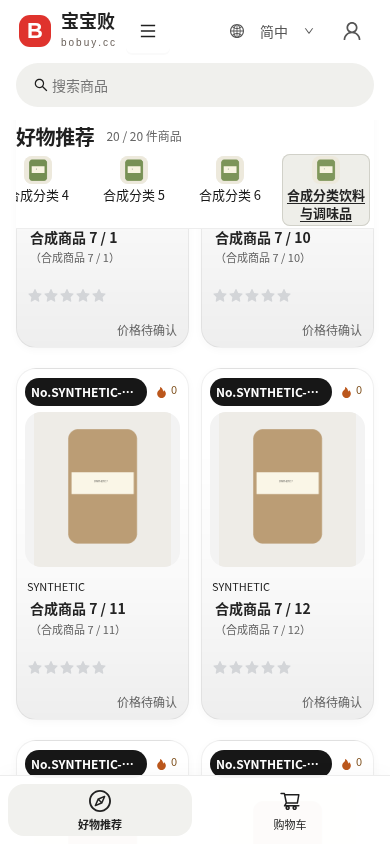 B 宝宝败
bobuy.cc
简中
搜索商品
好物推荐 20 / 20 件商品
合成分类 4 合成分类 5 合成分类 6 合成分类饮料
与调味品
合成商品 7 / 1 合成商品 7 / 10
（合成商品 7 / 1） （合成商品 7 / 10）
价格待确认 价格待确认
No.SYNTHETIC-··· 0 No.SYNTHETIC-··· 0
SYNTHETIC SYNTHETIC
合成商品 7 / 11 合成商品 7 / 12
（合成商品 7 / 11） （合成商品 7 / 12）
价格待确认 价格待确认
No.SYNTHETIC-··· 0 No.SYNTHETIC-··· 0
好物推荐 购物车